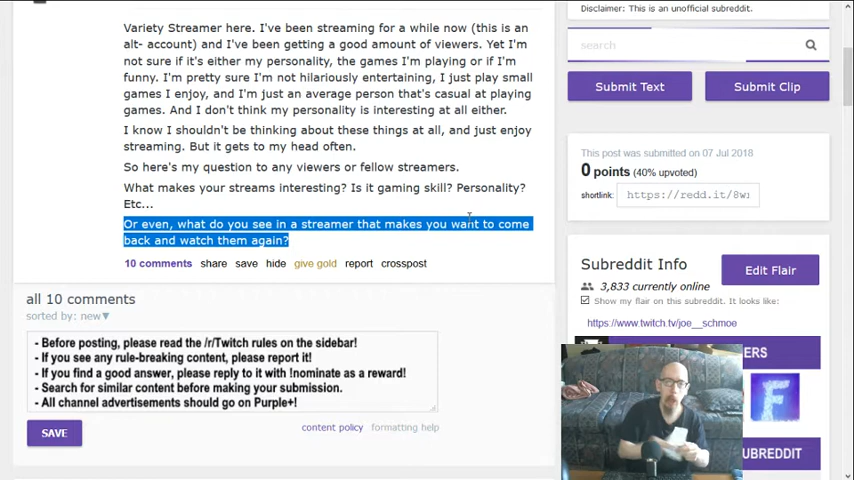 Disclaimer: This is an unofficial subreddit.
Variety Streamer here. I've been streaming for a while now (this is an
alt- account) and I've been getting a good amount of viewers. Yet I'm
not sure if it's either my personality, the games I'm playing or if I'm
funny. I'm pretty sure I'm not hilariously entertaining, I just play small
games I enjoy, and I'm just an average person that's casual at playing
games. And I don't think my personality is interesting at all either.
I know I shouldn't be thinking about these things at all, and just enjoy
streaming. But it gets to my head often.
So here's my question to any viewers or fellow streamers.
What makes your streams interesting? Is it gaming skill? Personality?
Etc...
Or even, what do you see in a streamer that makes you want to come
back and watch them again?
10 comments share save hide give gold report crosspost
all 10 comments
sorted by: new▼
- Before posting, please read the /r/Twitch rules on the sidebar!
- If you see any rule-breaking content, please report it!
- If you find a good answer, please reply to it with !nominate as a reward!
- Search for similar content before making your submission.
- All channel advertisements should go on Purple+!
content policy formatting help
SAVE
search
Submit Text Submit Clip
This post was submitted on 07 Jul 2018
0 points (40% upvoted)
shortlink: https://redd.it/8w
Subreddit Info
Edit Flair
3,833 currently online
Show my flair on this subreddit. It looks like:
https://www.twitch.tv/joe__schmoe
ERS
F
UBREDDIT